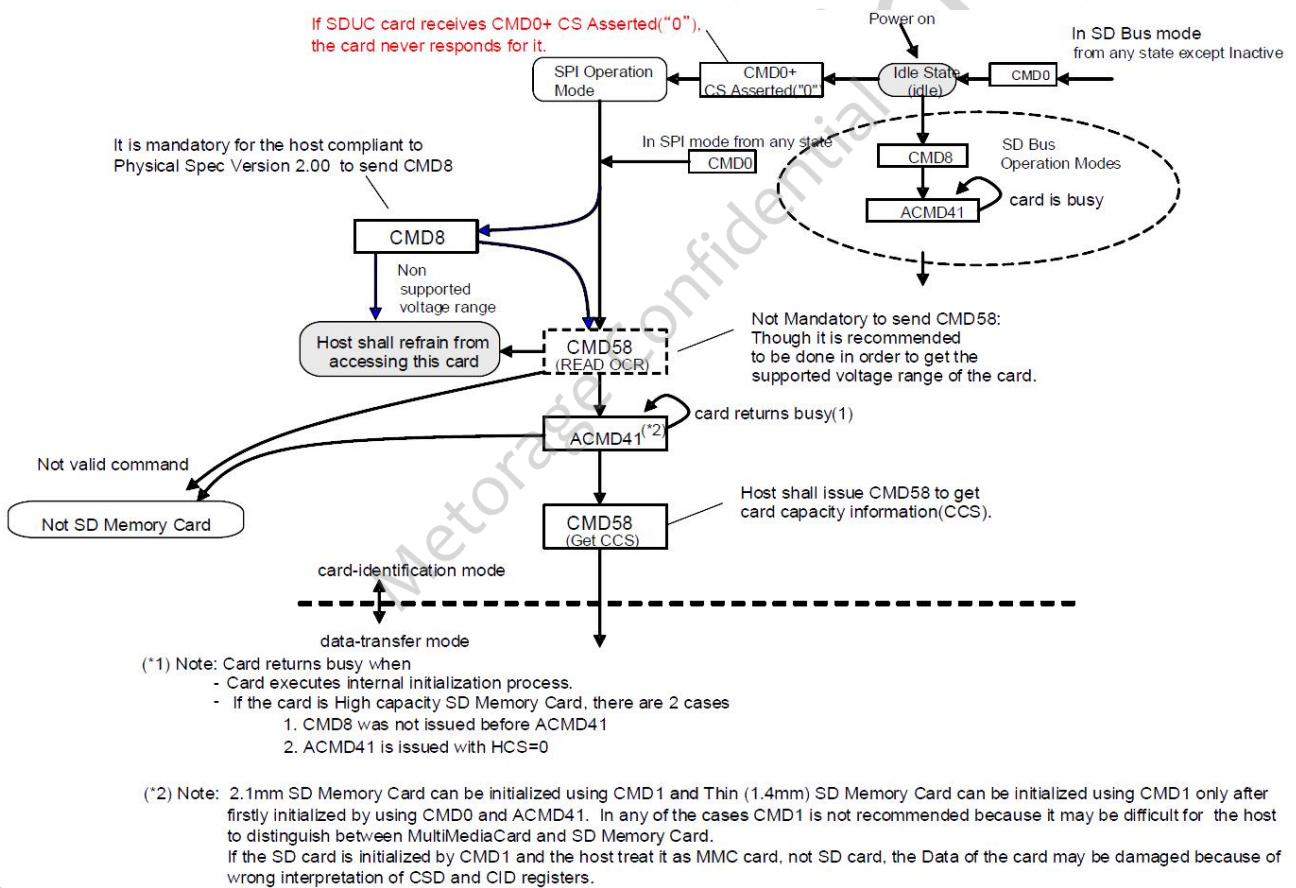 If SDUC card receives CMD0+ CS Asserted("0"),
the card never responds for it.
Power on
In SD Bus mode
from any state except Inactive
SPI Operation
Mode
CMD0+
CS Asserted("0")
Idle State
(idle)
CMD0
It is mandatory for the host compliant to
Physical Spec Version 2.00 to send CMD8
In SPI mode from any state
CMD0
CMD8
SD Bus
Operation Modes
ACMD41
card is busy
CMD8
Non
supported
voltage range
Host shall refrain from
accessing this card
CMD58
(READ OCR)
Not Mandatory to send CMD58:
Though it is recommended
to be done in order to get the
supported voltage range of the card.
card returns busy(1)
ACMD41(*2)
Not valid command
Not SD Memory Card
CMD58
(Get CCS)
Host shall issue CMD58 to get
card capacity information(CCS).
card-identification mode
data-transfer mode
(*1) Note: Card returns busy when
- Card executes internal initialization process.
- If the card is High capacity SD Memory Card, there are 2 cases
1. CMD8 was not issued before ACMD41
2. ACMD41 is issued with HCS=0
(*2) Note: 2.1mm SD Memory Card can be initialized using CMD1 and Thin (1.4mm) SD Memory Card can be initialized using CMD1 only after
firstly initialized by using CMD0 and ACMD41. In any of the cases CMD1 is not recommended because it may be difficult for the host
to distinguish between MultiMediaCard and SD Memory Card.
If the SD card is initialized by CMD1 and the host treat it as MMC card, not SD card, the Data of the card may be damaged because of
wrong interpretation of CSD and CID registers.
Metorage Confidential